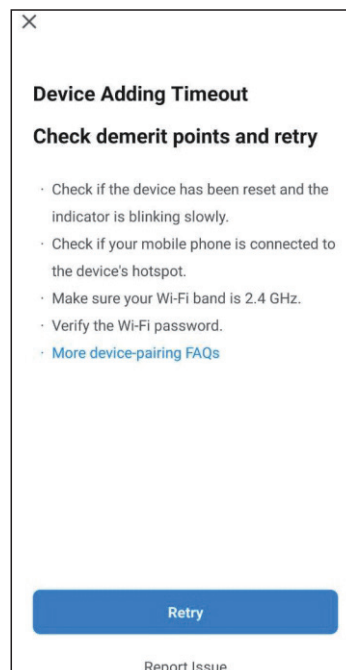 Device Adding Timeout
Check demerit points and retry
· Check if the device has been reset and the
indicator is blinking slowly.
· Check if your mobile phone is connected to
the device's hotspot.
· Make sure your Wi-Fi band is 2.4 GHz.
· Verify the Wi-Fi password.
· More device-pairing FAQs
Retry
Report Issue